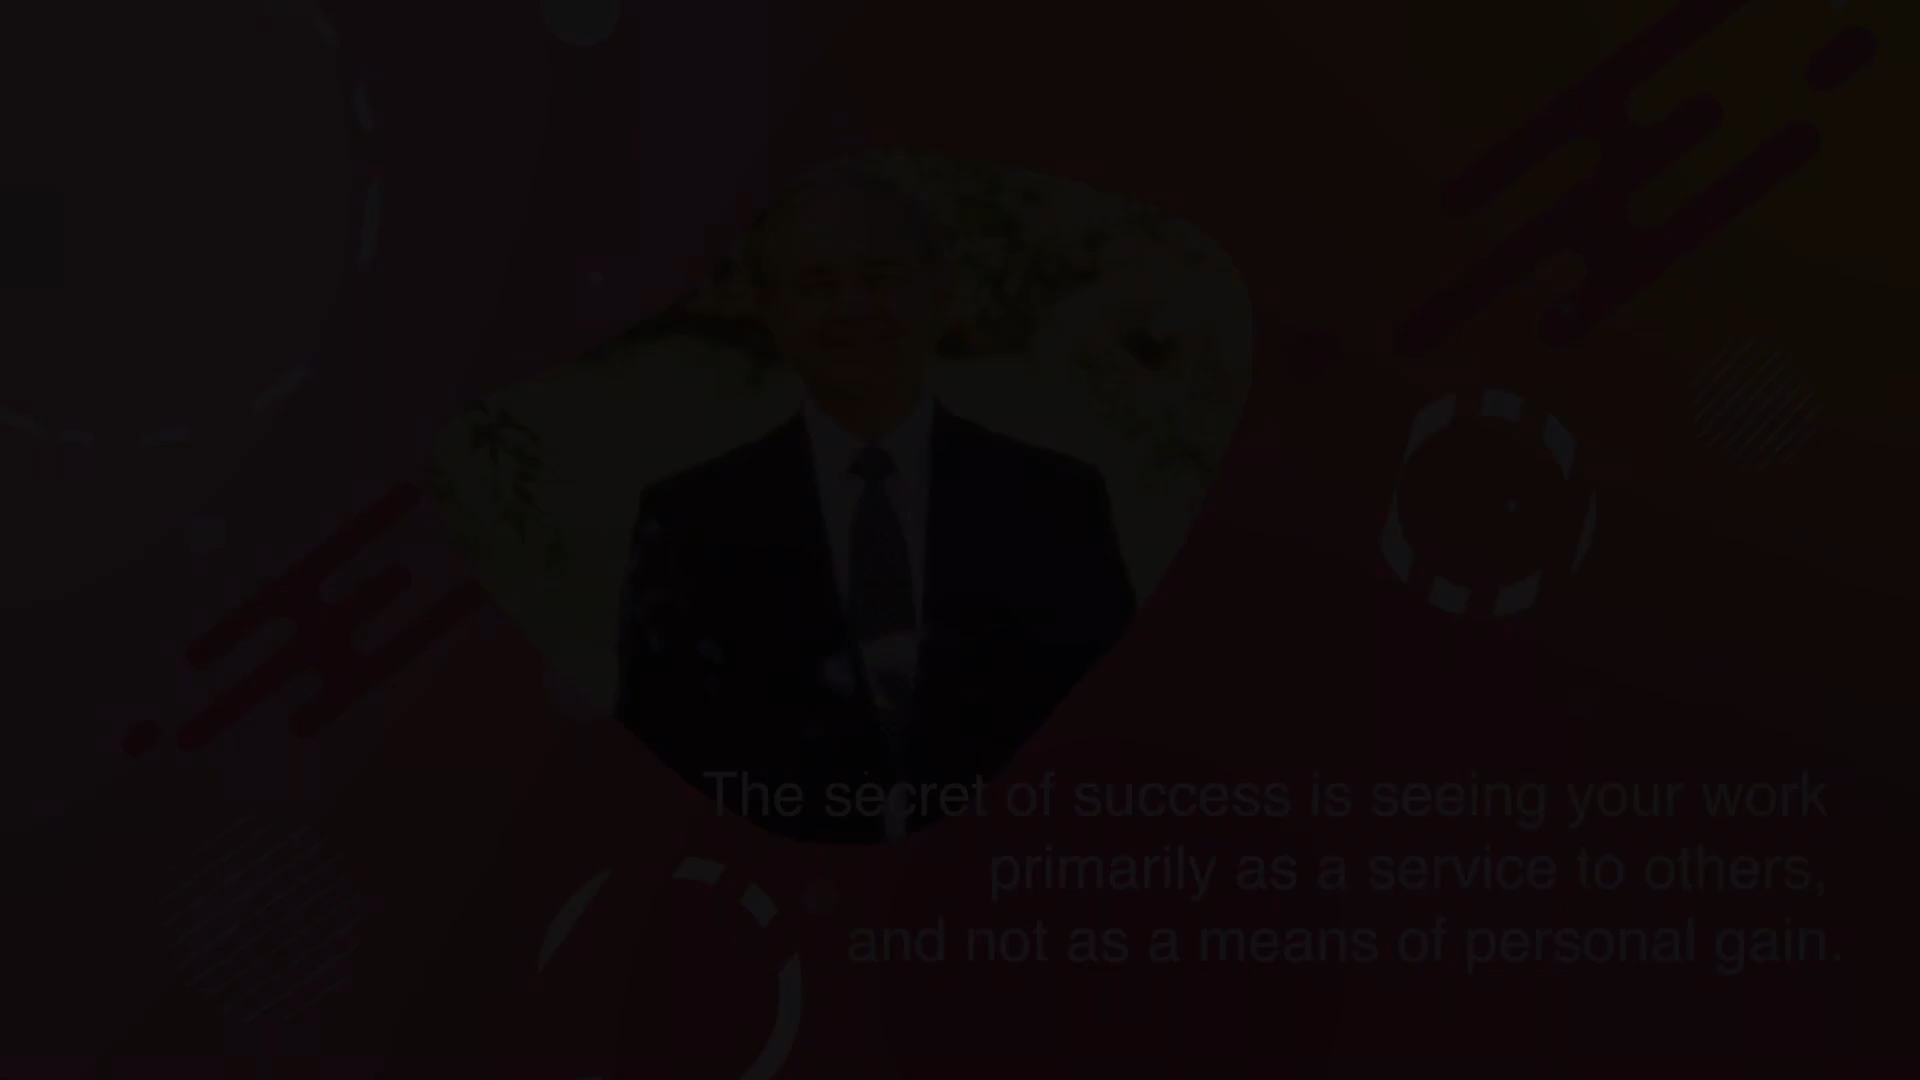 The secret of success is seeing your work
primarily as a service to others,
and not as a means of personal gain.